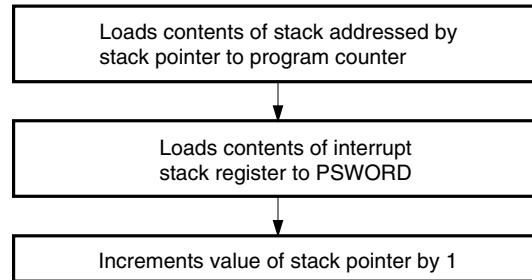 Loads contents of stack addressed by
stack pointer to program counter
Loads contents of interrupt
stack register to PSWORD
Increments value of stack pointer by 1